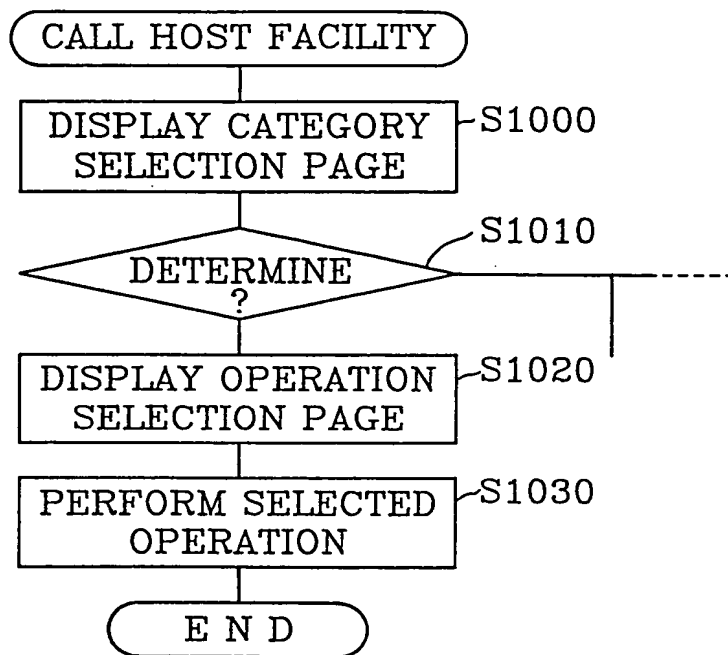 CALL HOST FACILITY
DISPLAY CATEGORY
SELECTION PAGE
S1000
DETERMINE
?
S1010
DISPLAY OPERATION
SELECTION PAGE
S1020
PERFORM SELECTED
OPERATION
S1030
END